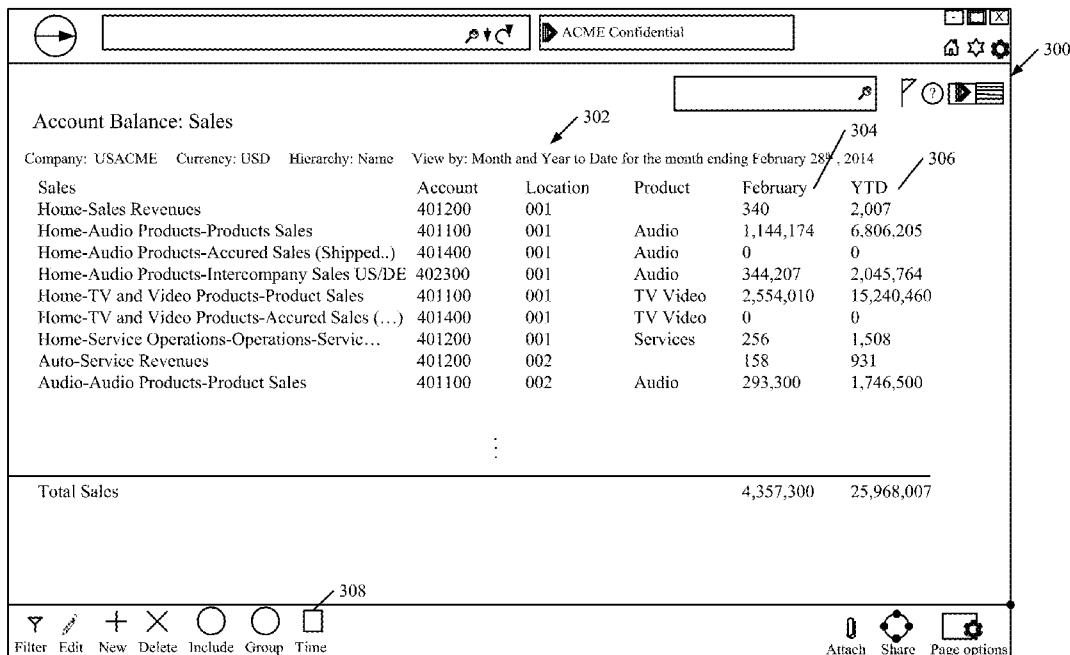 ACME Confidential
300
Account Balance: Sales
302
304
Company: USACME Currency: USD Hierarchy: Name View by: Month and Year to Date for the month ending February 28th, 2014
306
Sales Account Location Product February YTD
Home-Sales Revenues 401200 001 340 2,007
Home-Audio Products-Products Sales 401100 001 Audio 1,144,174 6,806,205
Home-Audio Products-Accured Sales (Shipped..) 401400 001 Audio 0 0
Home-Audio Products-Intercompany Sales US/DE 402300 001 Audio 344,207 2,045,764
Home-TV and Video Products-Product Sales 401100 001 TV Video 2,554,010 15,240,460
Home-TV and Video Products-Accured Sales (...) 401400 001 TV Video 0 0
Home-Service Operations-Operations-Servic... 401200 001 Services 256 1,508
Auto-Service Revenues 401200 002 158 931
Audio-Audio Products-Product Sales 401100 002 Audio 293,300 1,746,500
Total Sales 4,357,300 25,968,007
308
Filter Edit New Delete Include Group Time Attach Share Page options